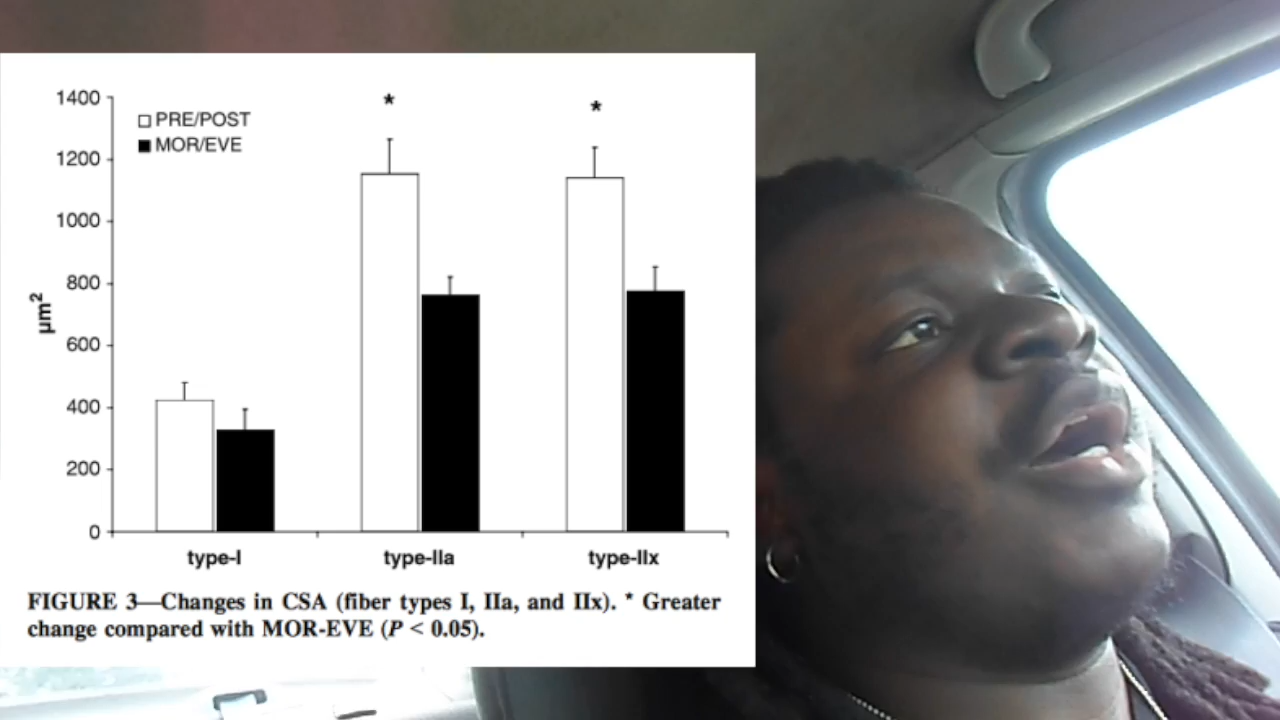 1400
1200
1000
800
600
400
200
0
µm²
□ PRE/POST
■ MOR/EVE
*
*
type-I
type-IIa
type-IIx
FIGURE 3—Changes in CSA (fiber types I, IIa, and IIx). * Greater
change compared with MOR-EVE (P < 0.05).